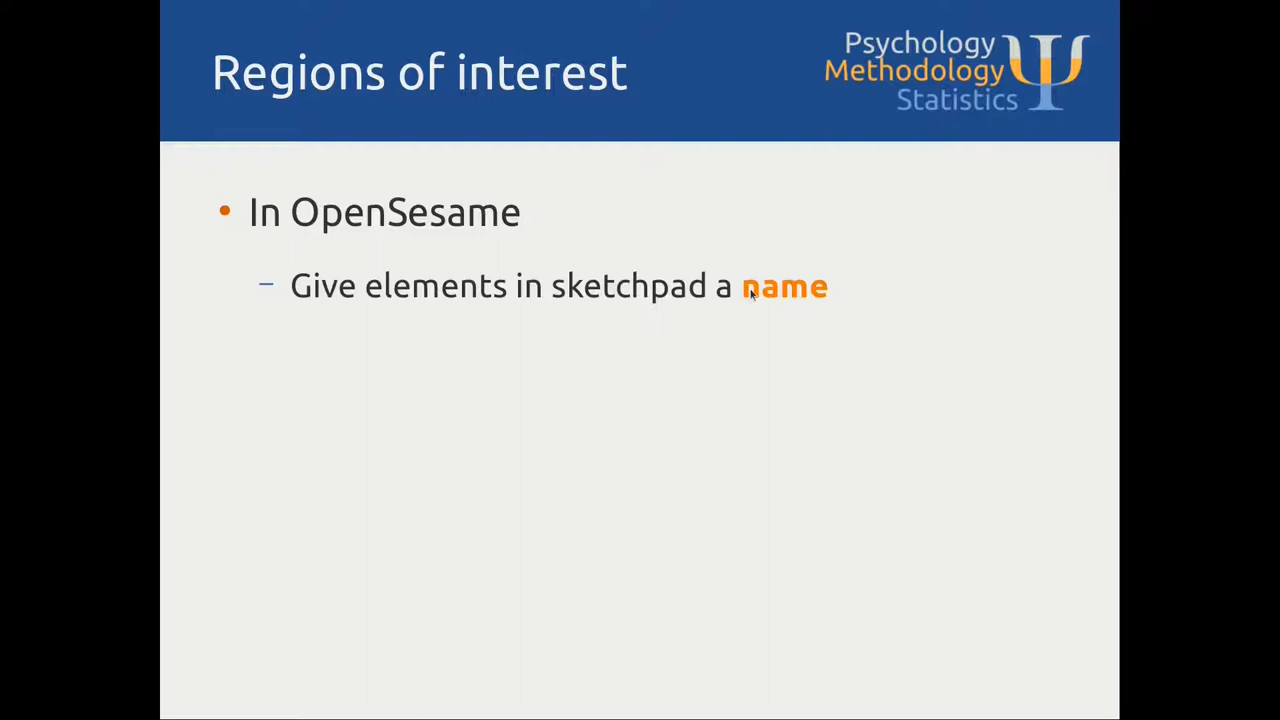 Regions of interest
Psychology
Methodology
Statistics
• In OpenSesame
– Give elements in sketchpad a name